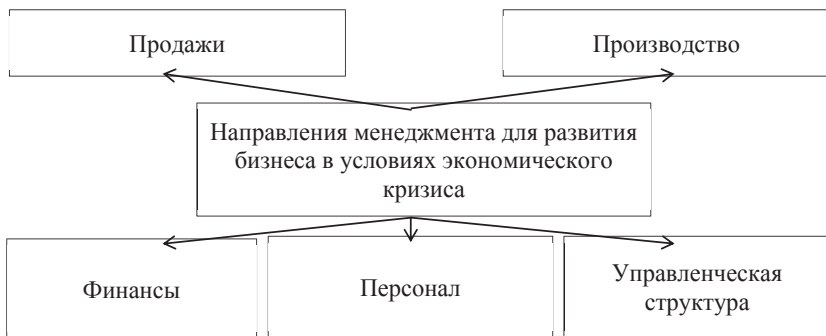 Продажи
Производство
Направления менеджмента для развития
бизнеса в условиях экономического
кризиса
Финансы
Персонал
Управленческая
структура